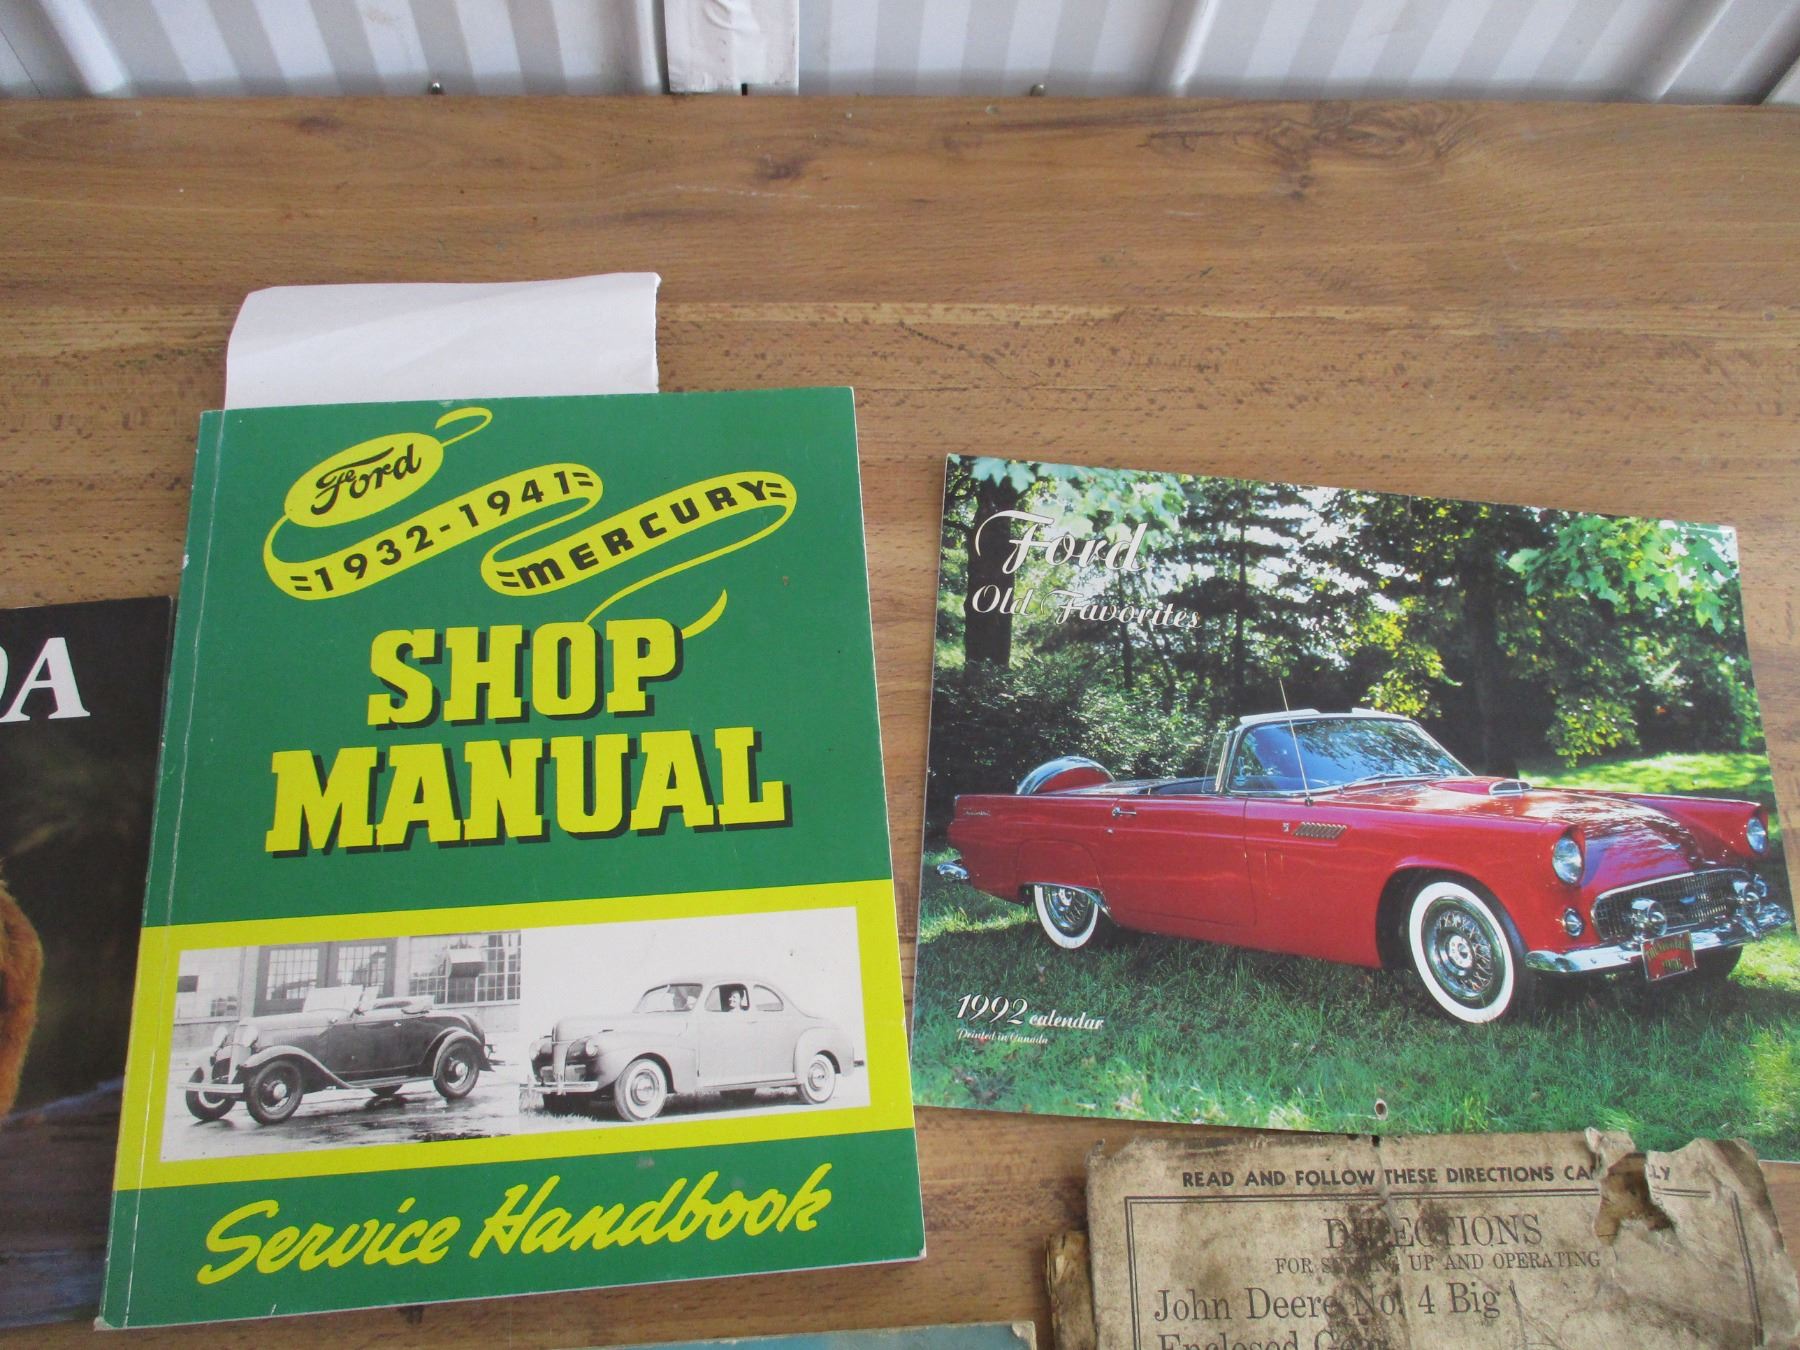 DA
Ford
1932-1941
MERCURY
SHOP
MANUAL
Service Handbook
Ford
Old Favorites
1992 calendar
Printed in Canada
READ AND FOLLOW THESE DIRECTIONS
DIRECTIONS
FOR UP AND OPERATING
John Deere No. 4 Big
Enclosed